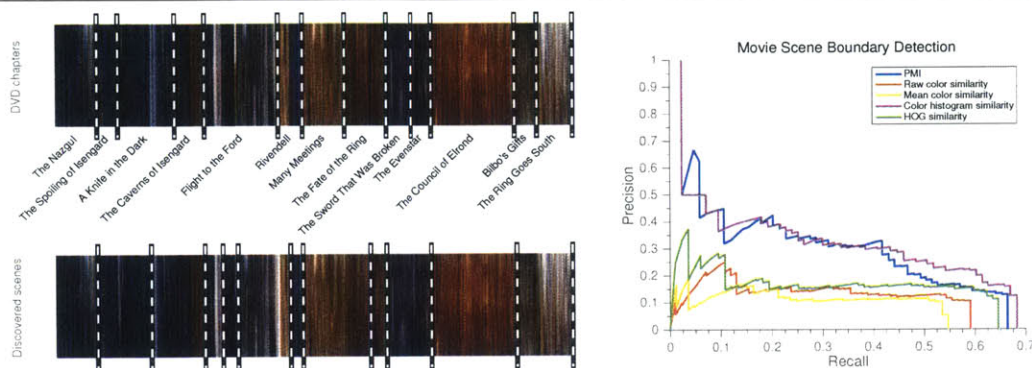 DVD chapters
The Nazgul
The Spoiling of Isengard
A Knife in the Dark
The Caverns of Isengard
Flight to the Ford
Rivendell
Many Meetings
The Fate of the Ring
The Sword That Was Broken
The Evenstar
The Council of Elrond
Bilbo's Gifts
The Ring Goes South
Discovered scenes
Movie Scene Boundary Detection
PMI
Raw color similarity
Mean color similarity
Color histogram similarity
HOG similarity
Precision
1
0.9
0.8
0.7
0.6
0.5
0.4
0.3
0.2
0.1
0
0 0.1 0.2 0.3 0.4 0.5 0.6 0.7
Recall